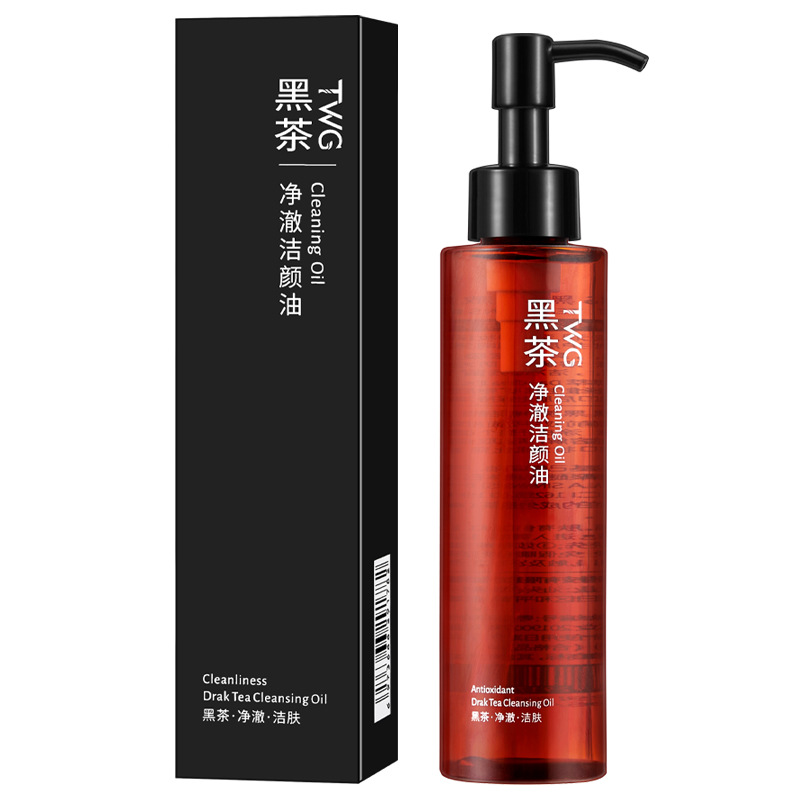 TWG
黑茶
Cleaning Oil
净澈洁颜油
Cleanliness
Drak Tea Cleansing Oil
黑茶·净澈·洁肤
TWG
黑茶
Cleaning Oil
净澈洁颜油
Antioxidant
Drak Tea Cleansing Oil
黑茶·净澈·洁肤